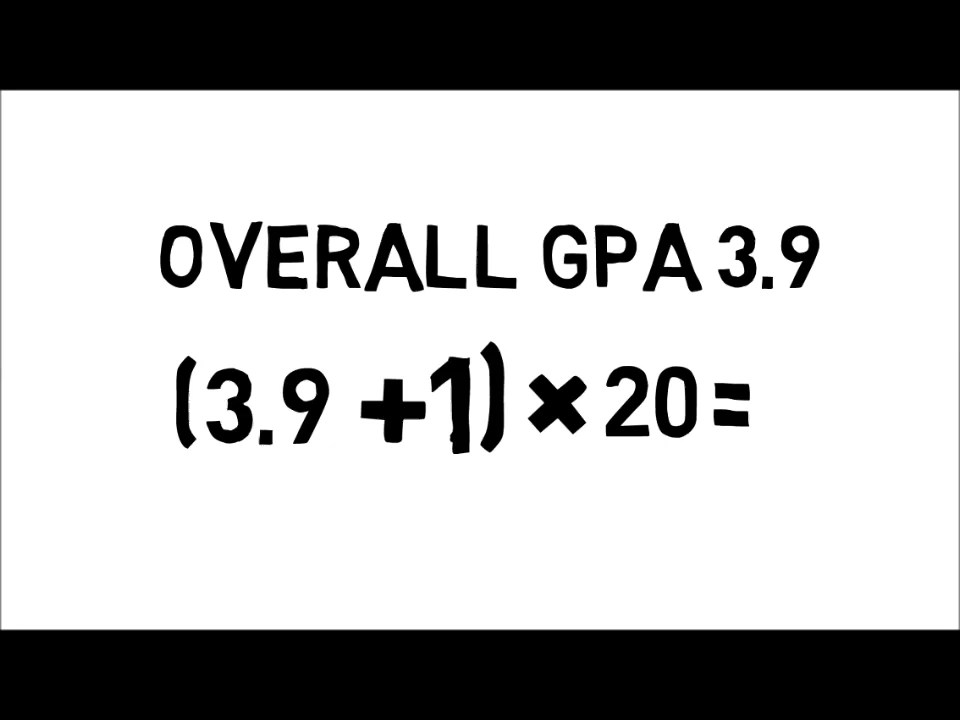 OVERALL GPA 3.9
(3.9 +1) × 20 =